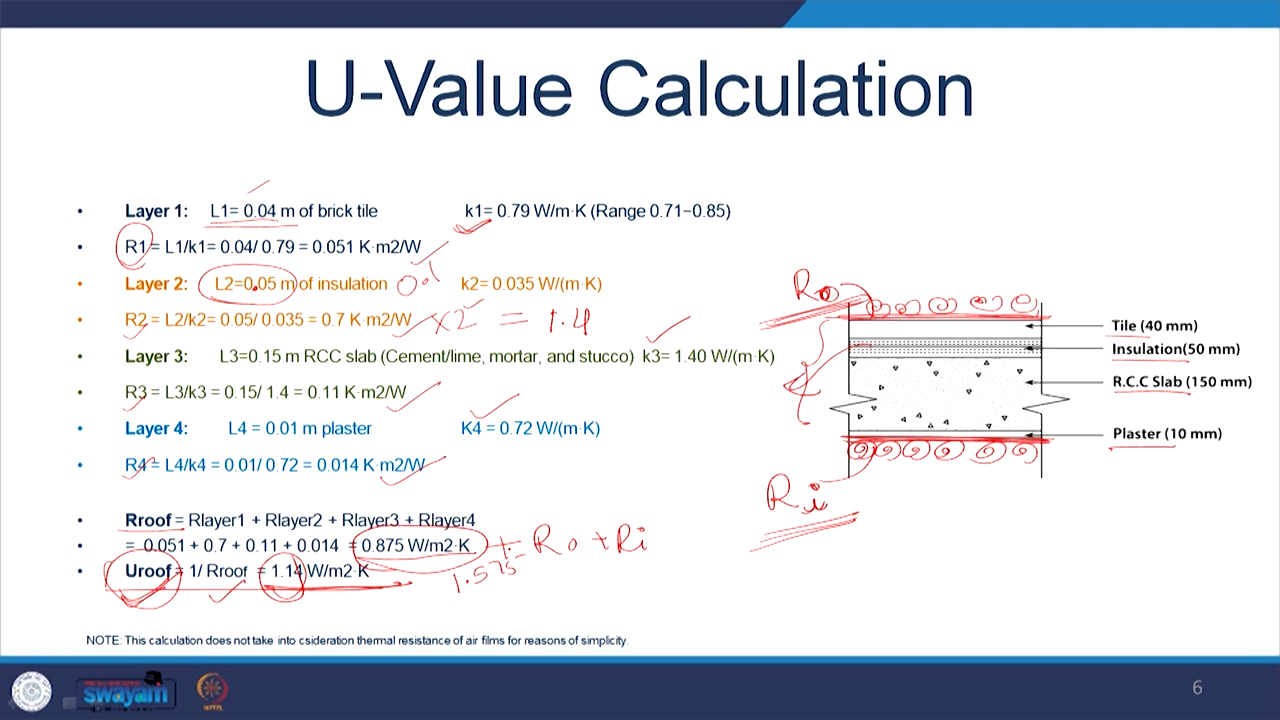 U-Value Calculation
• Layer 1: L1= 0.04 m of brick tile k1= 0.79 W/m·K (Range 0.71–0.85)
• R1= L1/k1= 0.04/ 0.79 = 0.051 K·m2/W
• Layer 2: L2=0.05 m of insulation 0.1 k2= 0.035 W/(m·K)
• R2 = L2/k2= 0.05/ 0.035 = 0.7 K·m2/W x2 = 1.4
• Layer 3: L3=0.15 m RCC slab (Cement/lime, mortar, and stucco) k3= 1.40 W/(m·K)
• R3 = L3/k3 = 0.15/ 1.4 = 0.11 K·m2/W
• Layer 4: L4 = 0.01 m plaster K4 = 0.72 W/(m·K)
• R4 = L4/k4 = 0.01/ 0.72 = 0.014 K·m2/W
• Rroof = Rlayer1 + Rlayer2 + Rlayer3 + Rlayer4
• = 0.051 + 0.7 + 0.11 + 0.014 = 0.875 W/m2·K + Ro + Ri
• Uroof = 1/ Rroof = 1.14 W/m2·K
1.575
Ro
Tile (40 mm)
Insulation(50 mm)
R.C.C Slab (150 mm)
Plaster (10 mm)
Ri
NOTE: This calculation does not take into csideration thermal resistance of air films for reasons of simplicity.
swayam
6